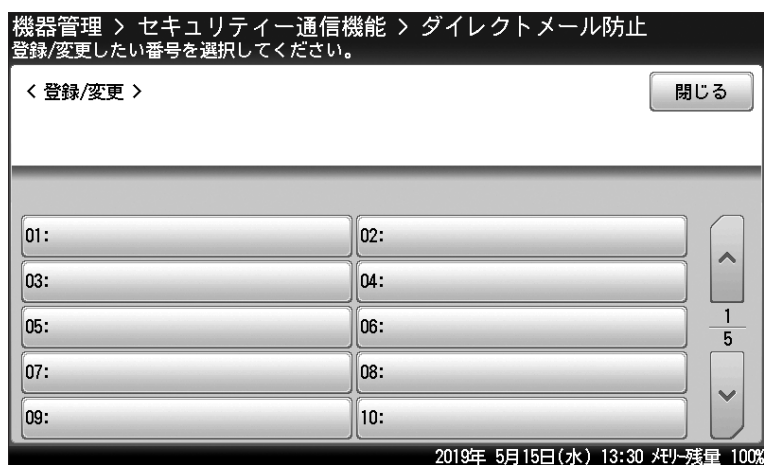 機器管理 > セキュリティー通信機能 > ダイレクトメール防止
登録/変更したい番号を選択してください。
< 登録/変更 >
閉じる
01:
02:
03:
04:
05:
06:
07:
08:
09:
10:
1
5
2019年 5月15日(水) 13:30 ﾒﾓﾘｰ残量 100%